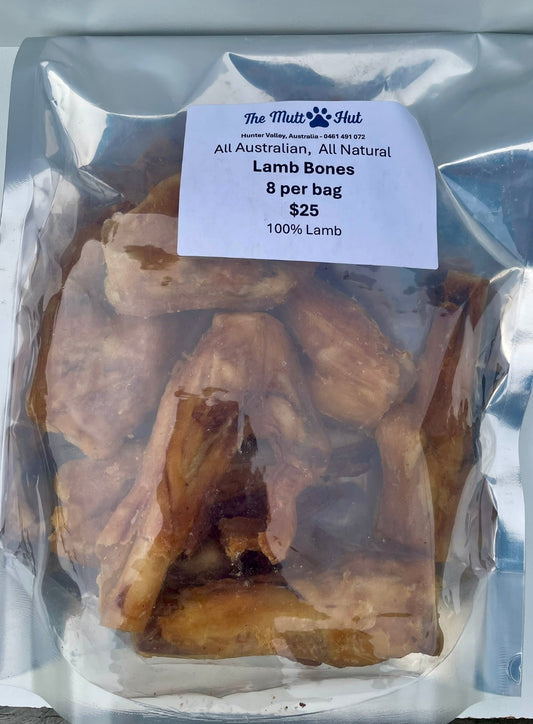 The Mutt Hut
Hunter Valley, Australia - 0461 491 072
All Australian, All Natural
Lamb Bones
8 per bag
$25
100% Lamb